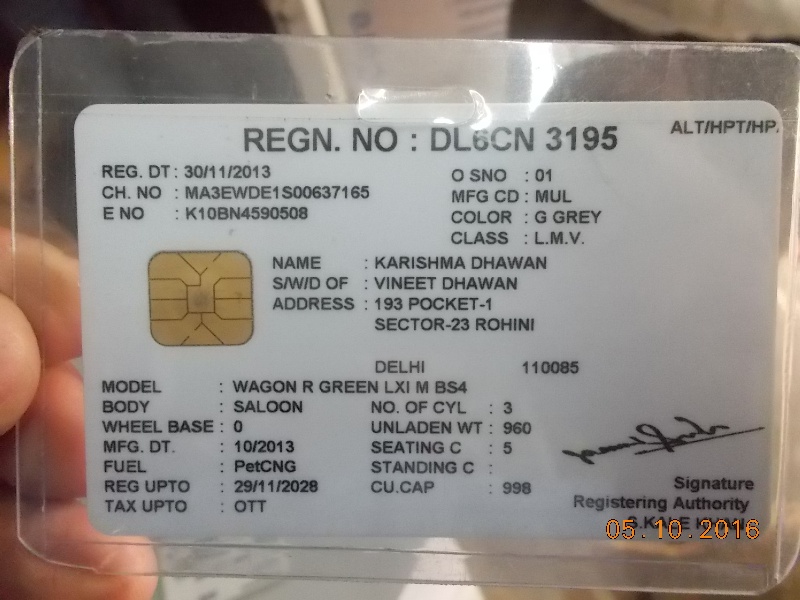 REGN. NO : DL6CN 3195
ALT/HPT/HP
REG. DT : 30/11/2013
O SNO : 01
CH. NO : MA3EWDE1S00637165
MFG CD : MUL
E NO : K10BN4590508
COLOR : G GREY
CLASS : L.M.V.
NAME : KARISHMA DHAWAN
S/W/D OF : VINEET DHAWAN
ADDRESS : 193 POCKET-1
SECTOR-23 ROHINI
DELHI 110085
MODEL : WAGON R GREEN LXI M BS4
BODY : SALOON
NO. OF CYL : 3
WHEEL BASE : 0
UNLADEN WT : 960
MFG. DT. : 10/2013
SEATING C : 5
FUEL : PetCNG
STANDING C :
REG UPTO : 29/11/2028
CU.CAP : 998
TAX UPTO : OTT
Signature
Registering Authority
05.10.2016